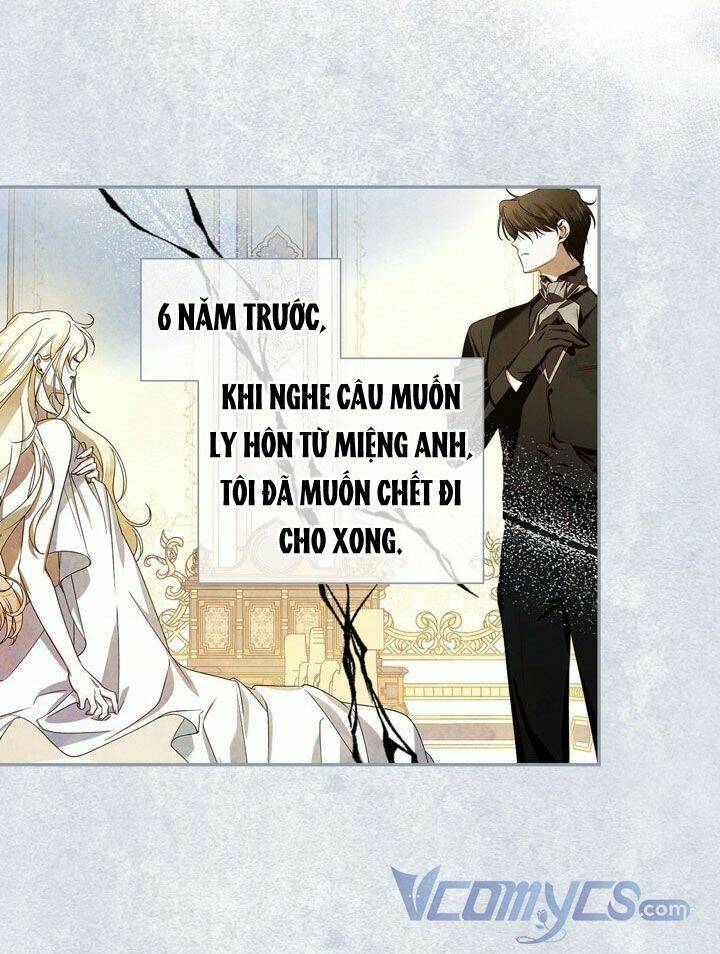 6 NĂM TRƯỚC,
KHI NGHE CÂU MUỐN
LY HÔN TỪ MIỆNG ANH,
TÔI ĐÃ MUỐN CHẾT ĐI
CHO XONG.
VCOMYCS.com